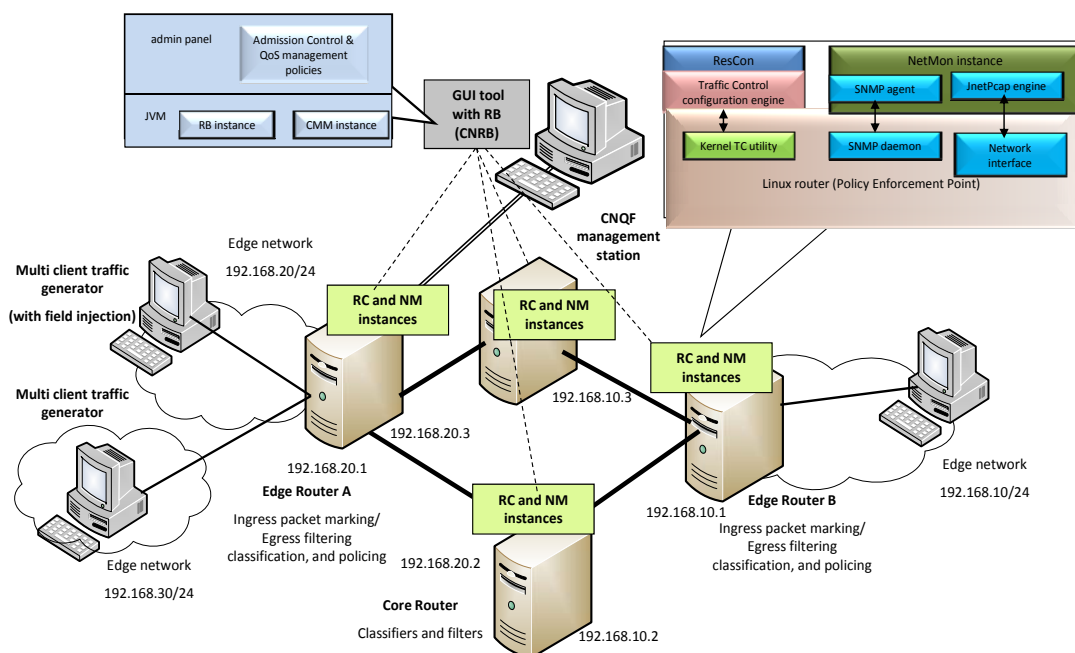 admin panel
Admission Control &
QoS management
policies
JVM
RB instance
CMM instance
GUI tool
with RB
(CNRB)
ResCon
Traffic Control
configuration engine
Kernel TC utility
NetMon instance
SNMP agent
JnetPcap engine
SNMP daemon
Network
interface
Linux router (Policy Enforcement Point)
CNQF
management
station
Edge network
192.168.20/24
Multi client traffic
generator
(with field injection)
RC and NM
instances
RC and NM
instances
RC and NM
instances
Multi client traffic
generator
192.168.10.3
192.168.20.3
192.168.20.1
Edge Router A
Ingress packet marking/
Egress filtering
classification, and policing
Edge network
192.168.30/24
RC and NM
instances
192.168.20.2
Core Router
Classifiers and filters
192.168.10.2
192.168.10.1
Edge Router B
Ingress packet marking/
Egress filtering
classification, and policing
Edge network
192.168.10/24